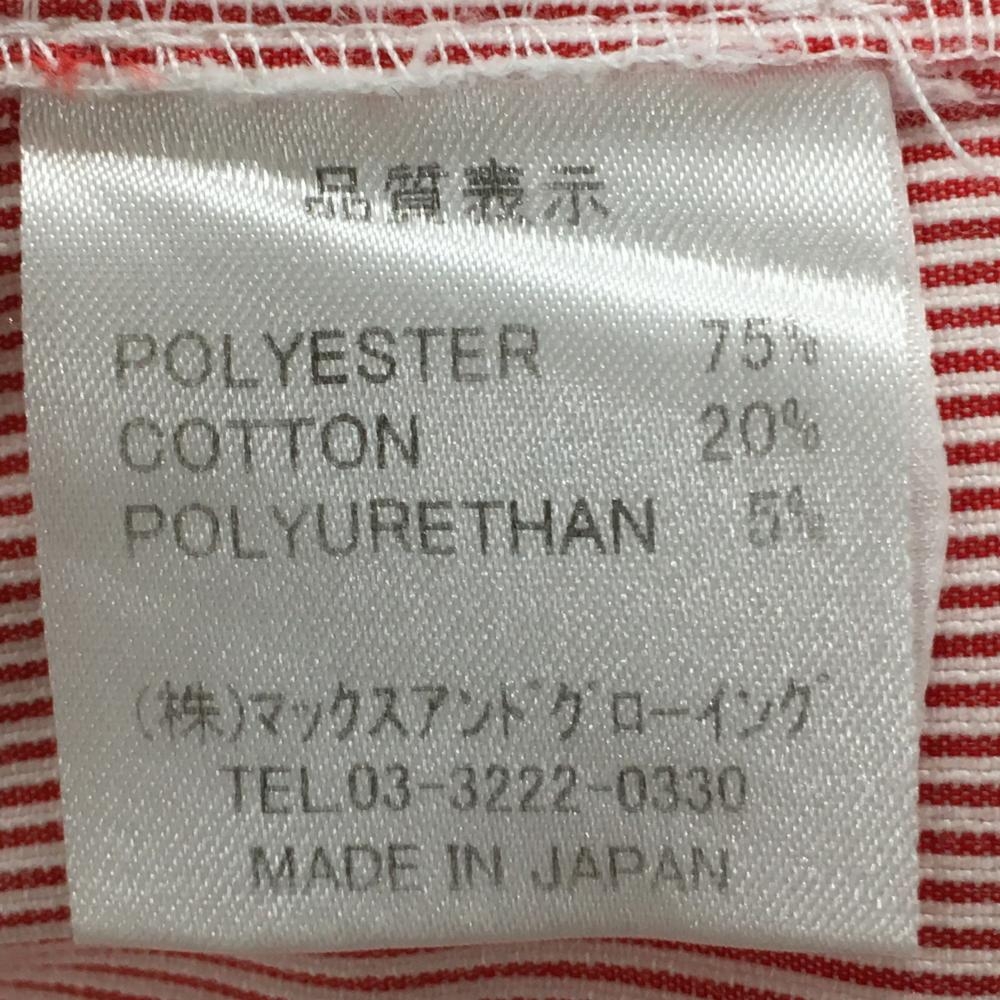 品質表示
POLYESTER 75%
COTTON 20%
POLYURETHAN 5%
(株)マックスアンドグローイング
TEL.03-3222-0330
MADE IN JAPAN